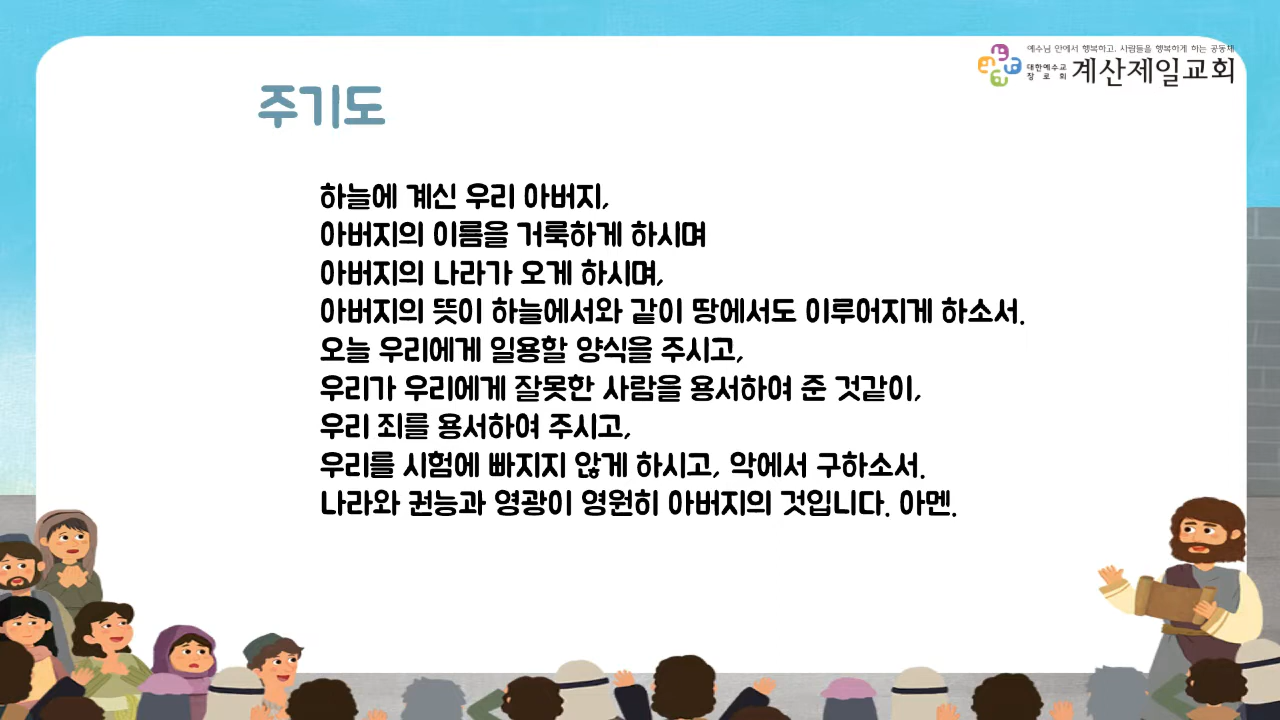 예수님 안에서 행복하고, 사람들을 행복하게 하는 공동체
대한예수교
장로회
계산제일교회
주기도
하늘에 계신 우리 아버지,
아버지의 이름을 거룩하게 하시며
아버지의 나라가 오게 하시며,
아버지의 뜻이 하늘에서와 같이 땅에서도 이루어지게 하소서.
오늘 우리에게 일용할 양식을 주시고,
우리가 우리에게 잘못한 사람을 용서하여 준 것같이,
우리 죄를 용서하여 주시고,
우리를 시험에 빠지지 않게 하시고, 악에서 구하소서.
나라와 권능과 영광이 영원히 아버지의 것입니다. 아멘.